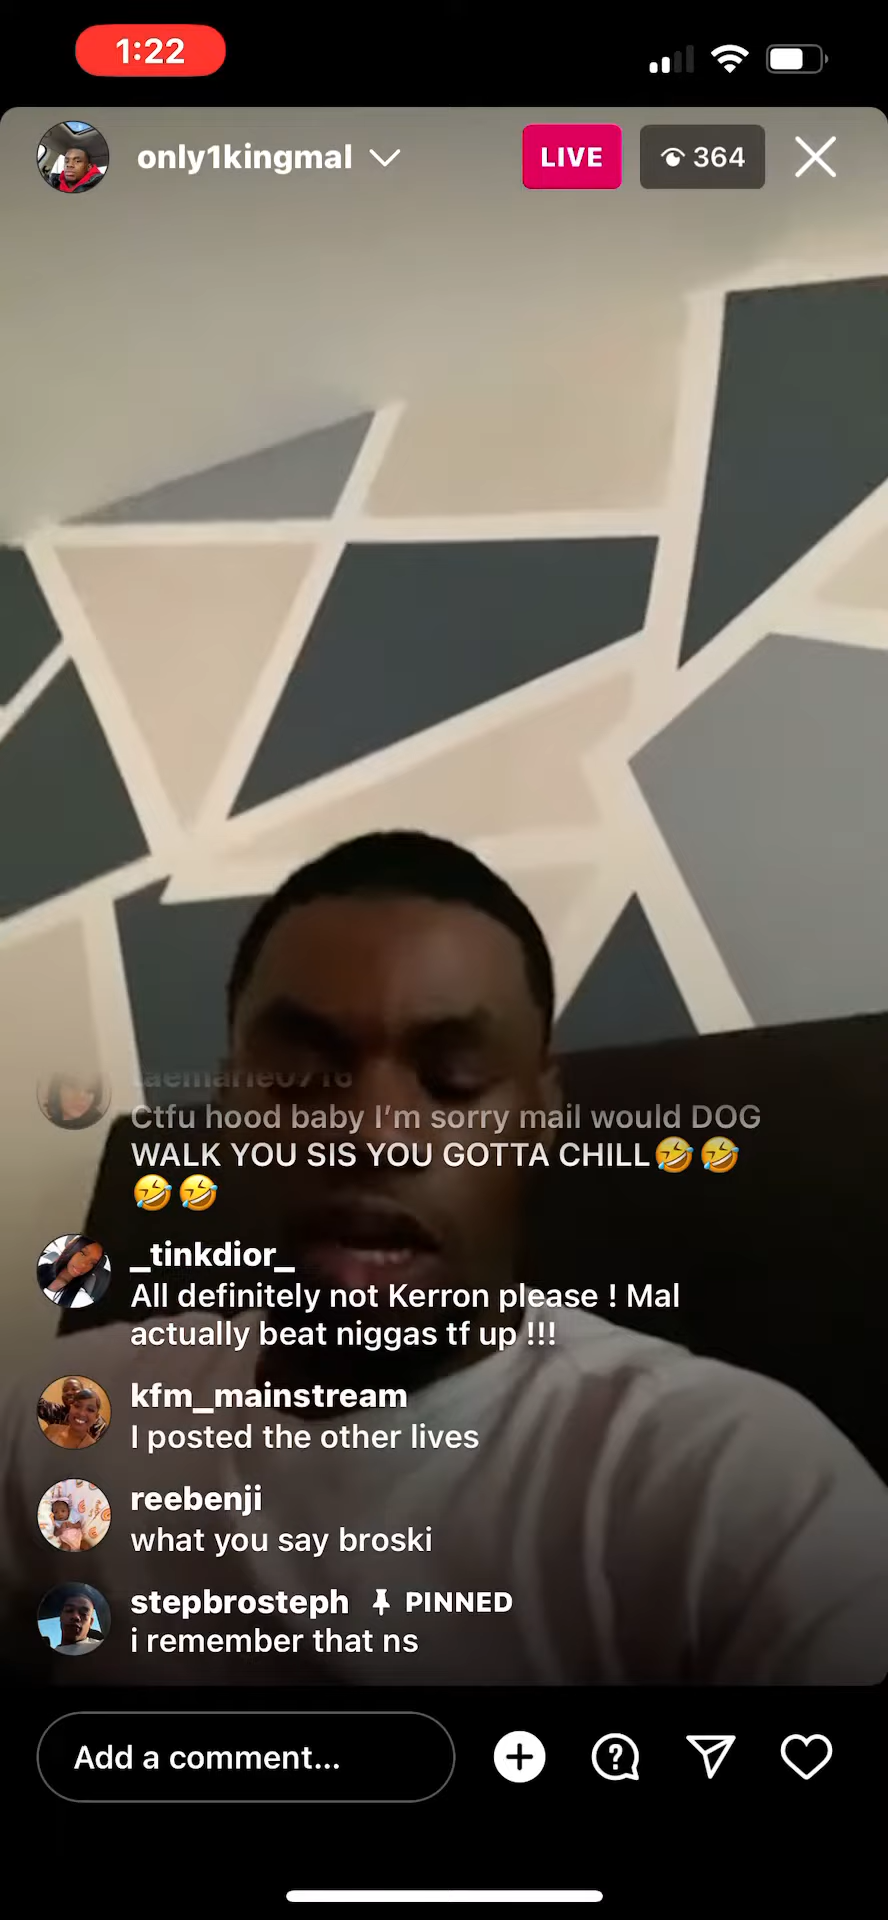 1:22
only1kingmal
LIVE
364
taemarie0716
Ctfu hood baby I'm sorry mail would DOG
WALK YOU SIS YOU GOTTA CHILL🤣🤣
🤣🤣
_tinkdior_
All definitely not Kerron please ! Mal
actually beat niggas tf up !!!
kfm_mainstream
I posted the other lives
reebenji
what you say broski
stepbrosteph PINNED
i remember that ns
Add a comment...